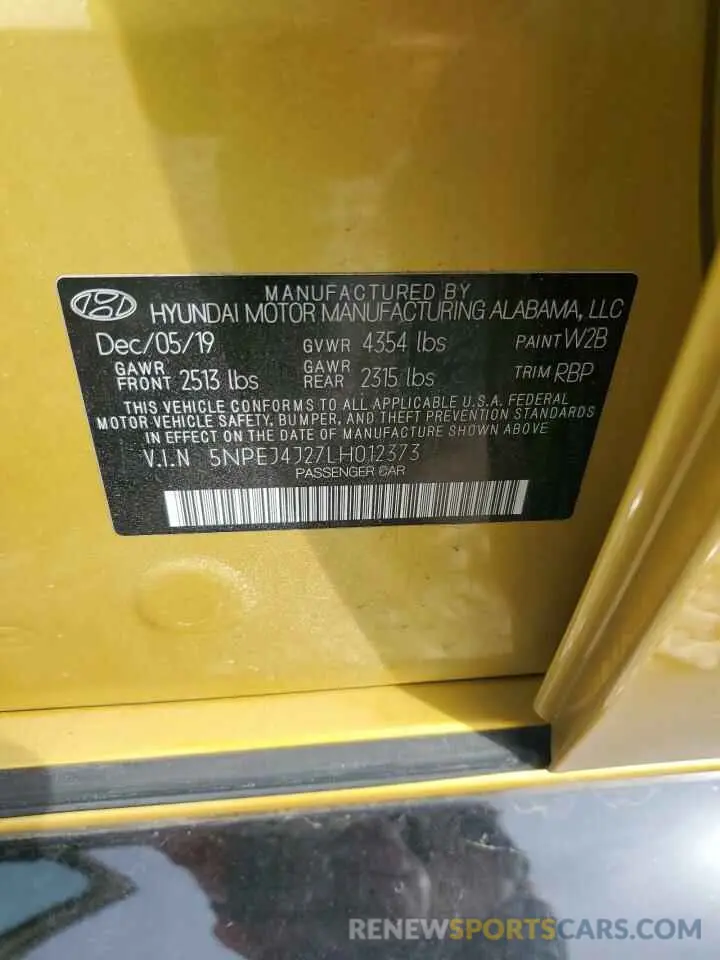 MANUFACTURED BY
HYUNDAI MOTOR MANUFACTURING ALABAMA, LLC
Dec/05/19 GVWR 4354 lbs PAINT W2B
GAWR FRONT 2513 lbs GAWR REAR 2315 lbs TRIM RBP
THIS VEHICLE CONFORMS TO ALL APPLICABLE U.S.A. FEDERAL
MOTOR VEHICLE SAFETY, BUMPER, AND THEFT PREVENTION STANDARDS
IN EFFECT ON THE DATE OF MANUFACTURE SHOWN ABOVE
V.I.N 5NPEJ4J27LH012373
PASSENGER CAR
RENEWSPORTSCARS.COM